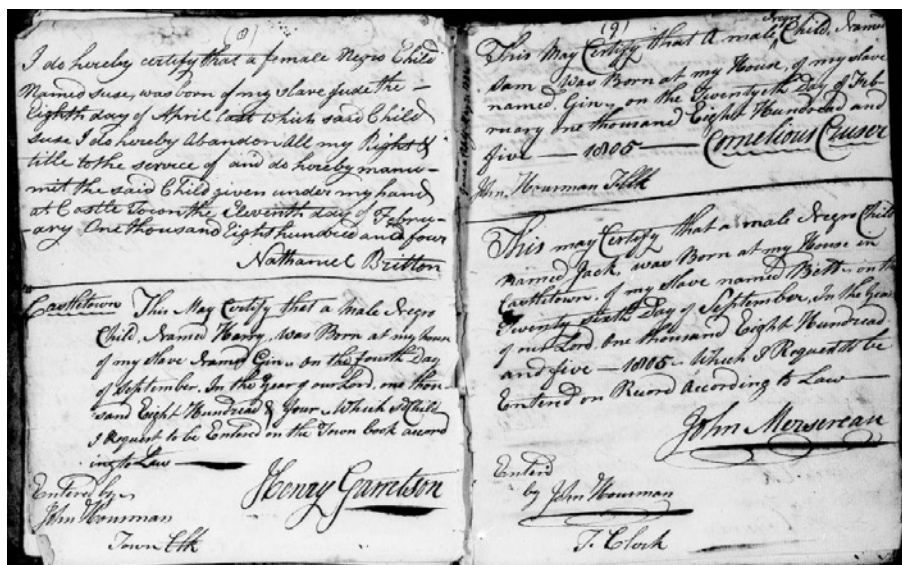 (8)
I do hereby certify that a female Negro Child
Named Suse, was born of my slave Jude the
Eighth day of April last which said Child
Suse I do hereby Abandon All my Right &
title to the service of and do hereby manu-
met the said Child given under my hand
at Castle Town the Eleventh day of Febru-
-ary One thousand Eight hundred and four
Nathaniel Britton
Castletown This May Certify that a Male Negro
Child, Named Harry, was Born at my house
of my slave Named Gin on the fourth Day
of September. In the Year of our Lord, one thou
sand Eight Hundread & four Which sd Child
I Request to be Entered in the Town book accord
ing to Law
Entered by
John Housman
Town Clk
Henry Garretson
(9)
This May Certify that A male Negro Child, Named
Sam was Born at my House, of my slave
named, Gin, on the Twentyeth Day of Feb-
ruary one thousand Eight Hundread and
five — 1805 — Cornelious Cruser
John Housman T Clk
This may Certify that a male Negro Child
Named Jack, was Born at my House in
Castletown, of my slave named Bett on the
Twenty sixth Day of September, In the Year
of our Lord, one thousand Eight Hundread
and five — 1805 — Which I Request to be
Entered on Record According to Law —
John Mersereau
Enterd
by John Housman
T. Clock